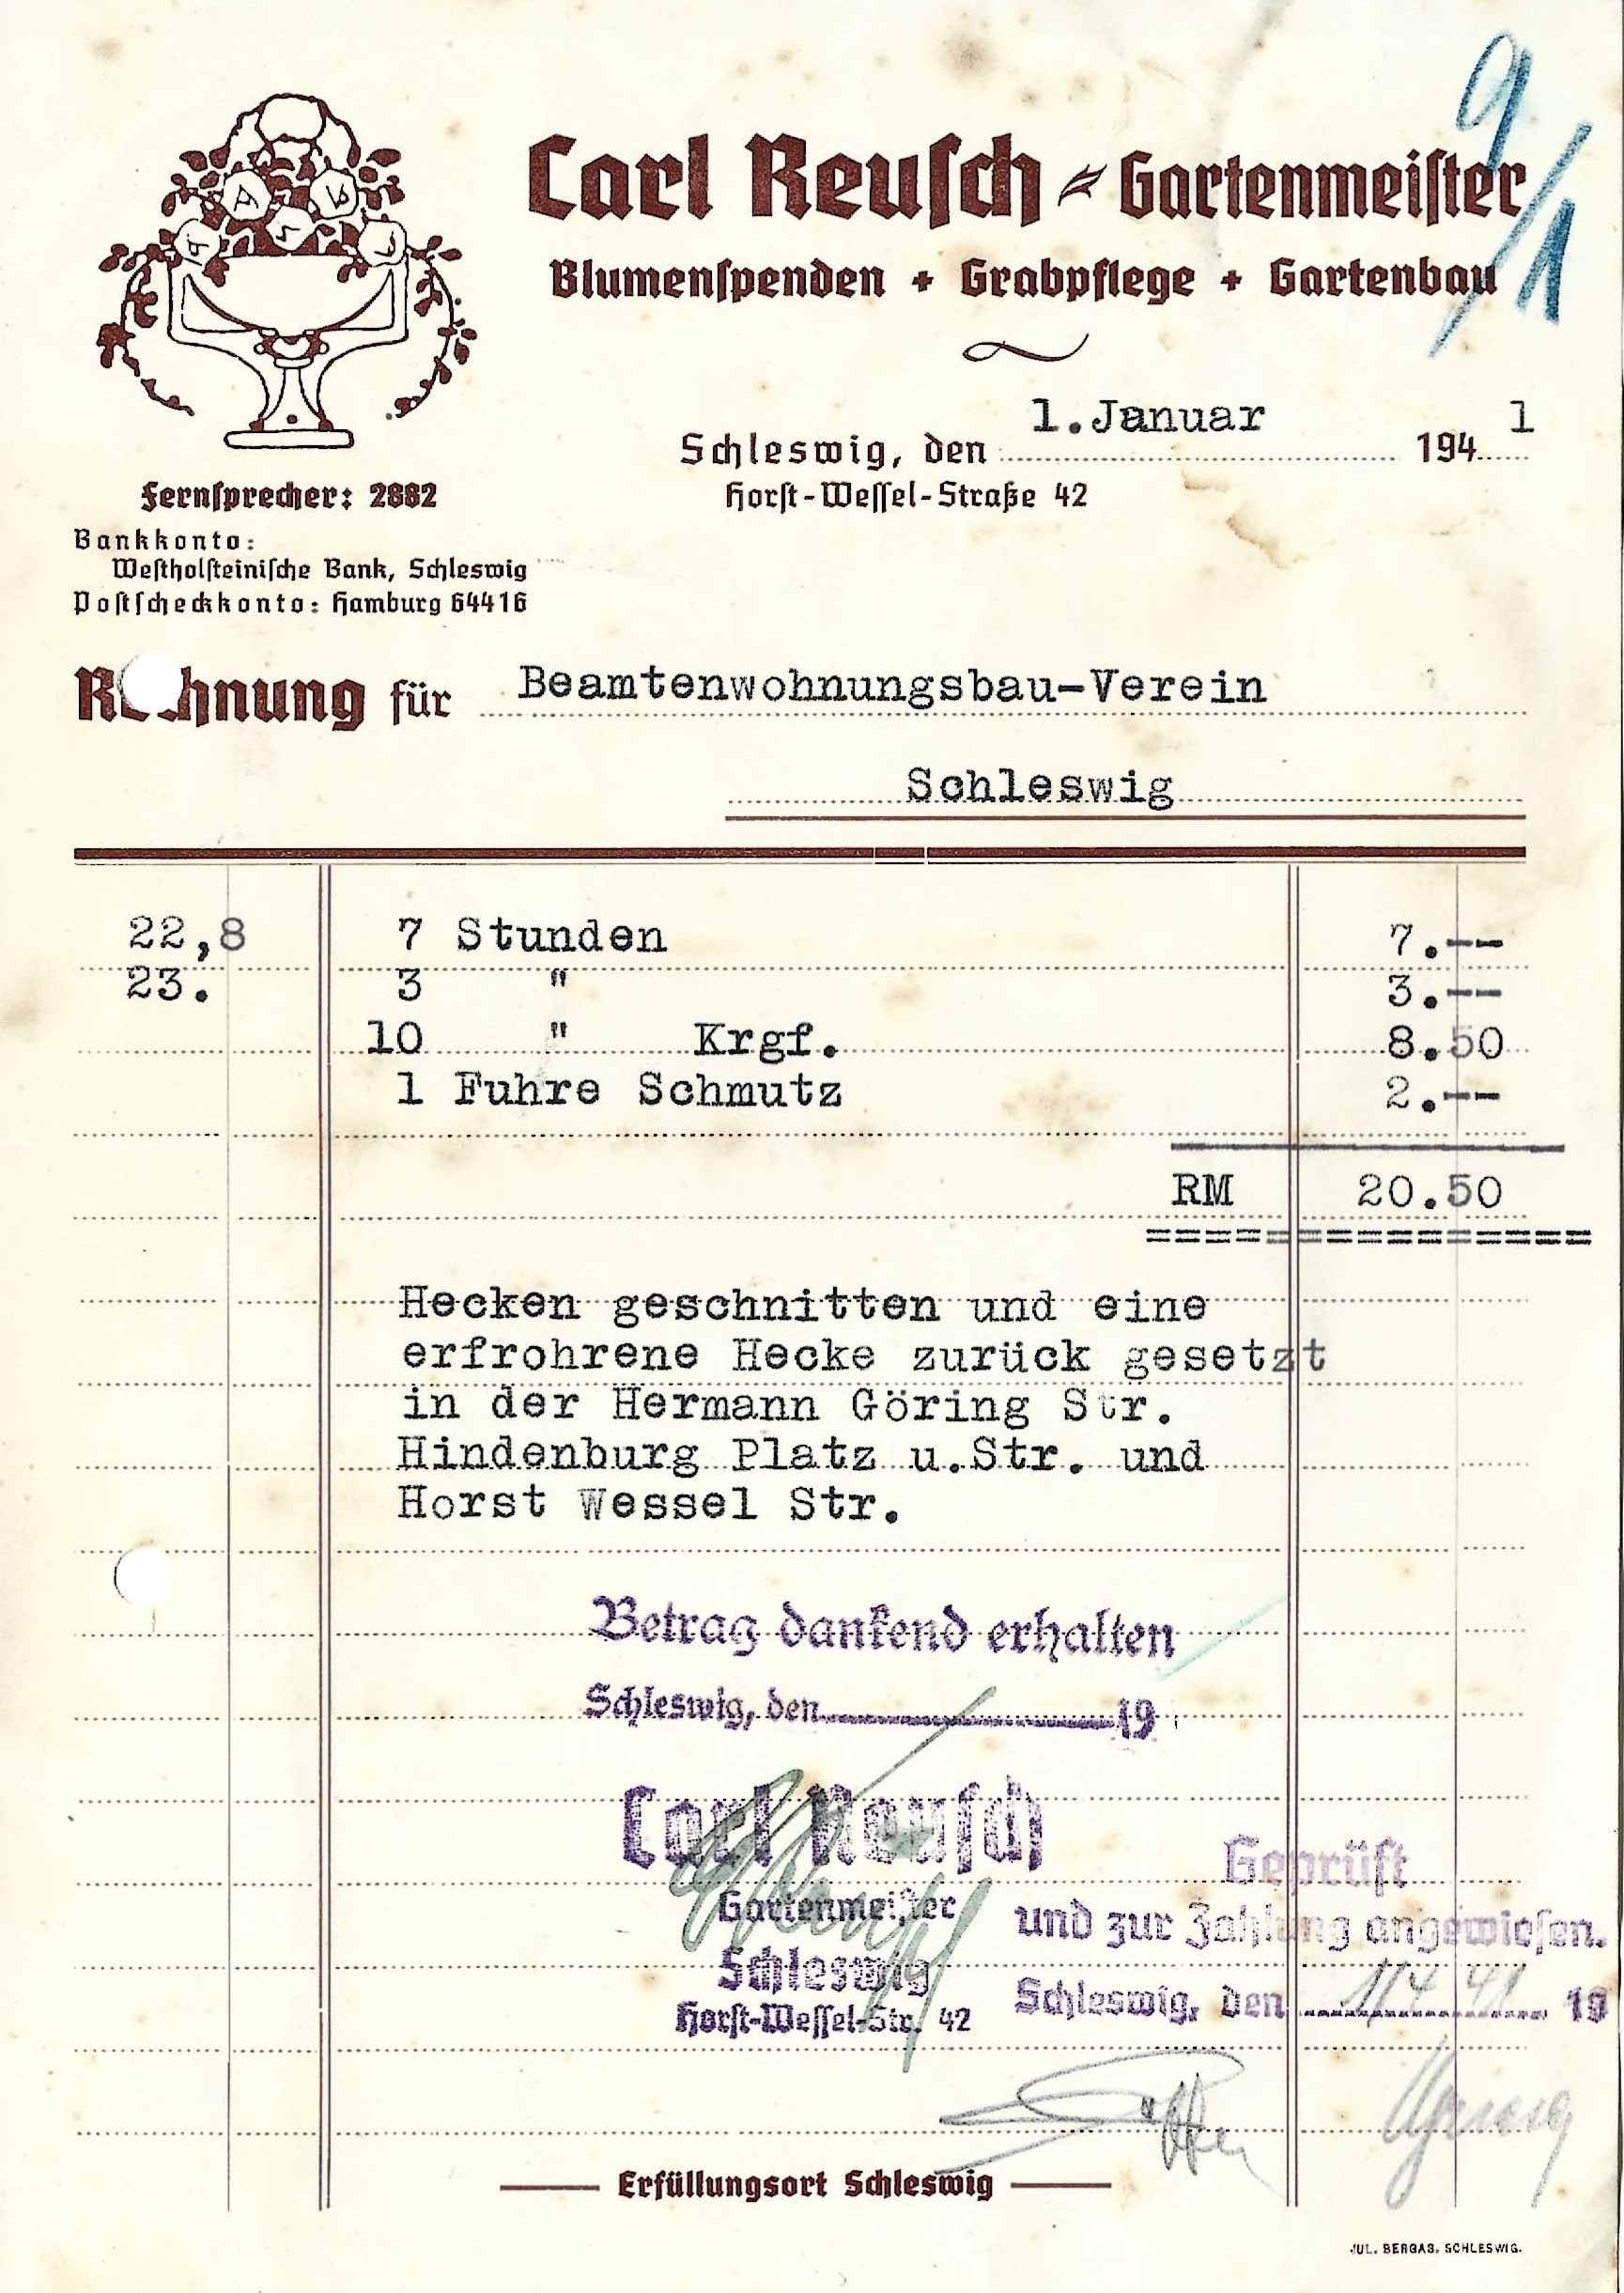 9/1
Carl Reusch - Gartenmeister
Blumenspenden + Grabpflege + Gartenbau
Schleswig, den 1.Januar 194 1
Horst-Wessel-Straße 42
Fernsprecher: 2882
Bankkonto:
Westholsteinische Bank, Schleswig
Postscheckkonto: Hamburg 64416
Rechnung für Beamtenwohnungsbau-Verein
Schleswig
22,8 7 Stunden 7.--
23. 3 " 3.--
10 " Krgf. 8.50
1 Fuhre Schmutz 2.--
RM 20.50
================
Hecken geschnitten und eine
erfrohrene Hecke zurück gesetzt
in der Hermann Göring Str.
Hindenburg Platz u.Str. und
Horst Wessel Str.
Betrag dankend erhalten
Schleswig, den 19
Carl Reusch
Gartenmeister
Schleswig
Horst-Wessel-Str. 42
Geprüft
und zur Zahlung angewiesen.
Schleswig, den 1/4 41 19
Erfüllungsort Schleswig
JUL. BERGAS, SCHLESWIG.